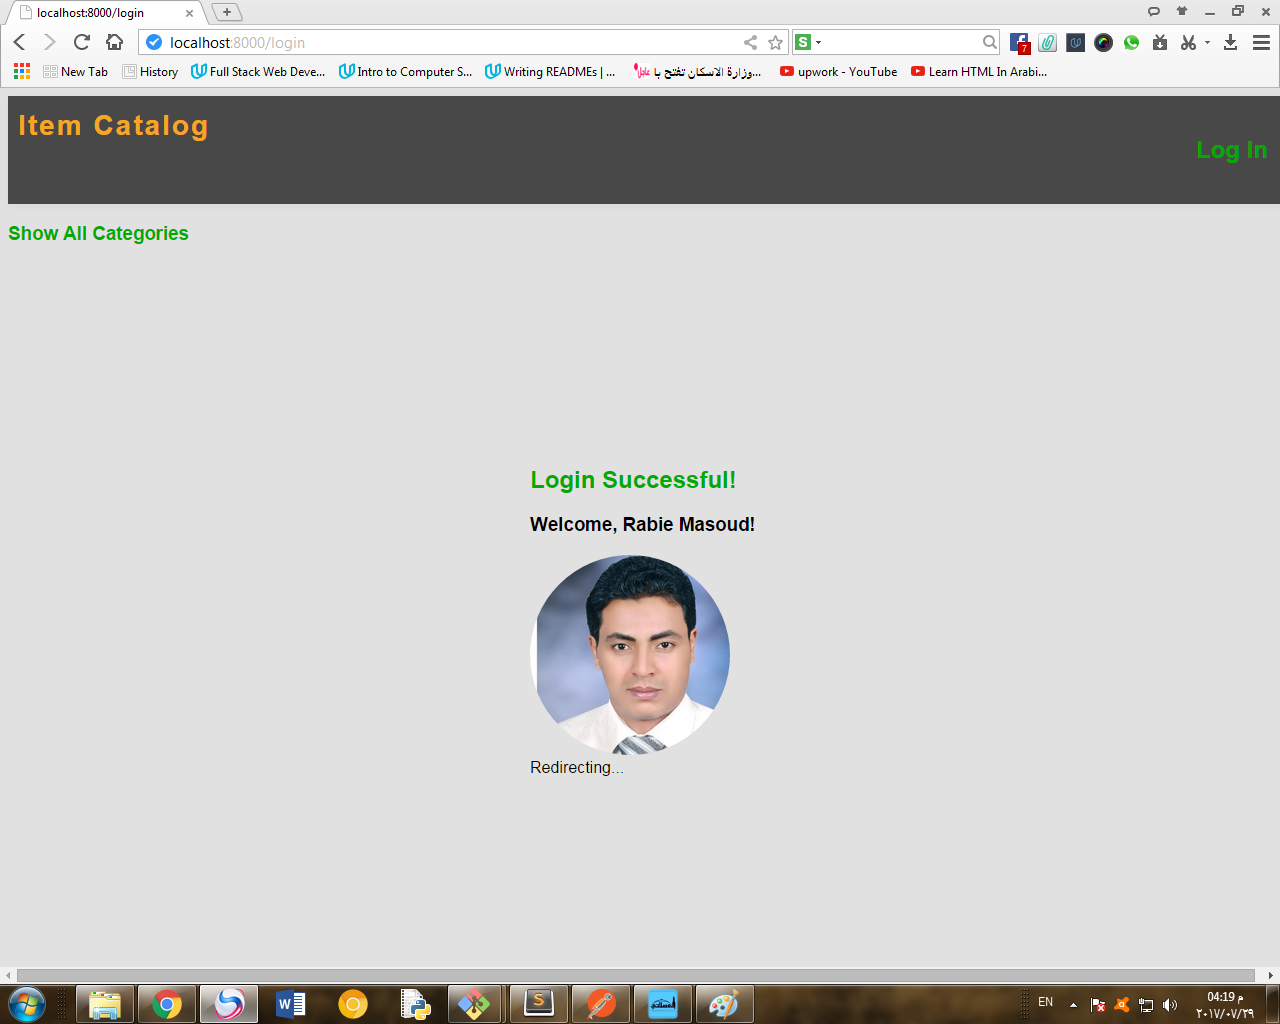 localhost:8000/login
localhost:8000/login
S
7
New Tab
History
Full Stack Web Deve...
Intro to Computer S...
Writing READMEs | ...
وزارة الاسكان تفتح با...
upwork - YouTube
Learn HTML In Arabi...
Item Catalog
Log In
Show All Categories
Login Successful!
Welcome, Rabie Masoud!
Redirecting...
EN
04:19 م
٢٠١٧/٠٧/٢٩